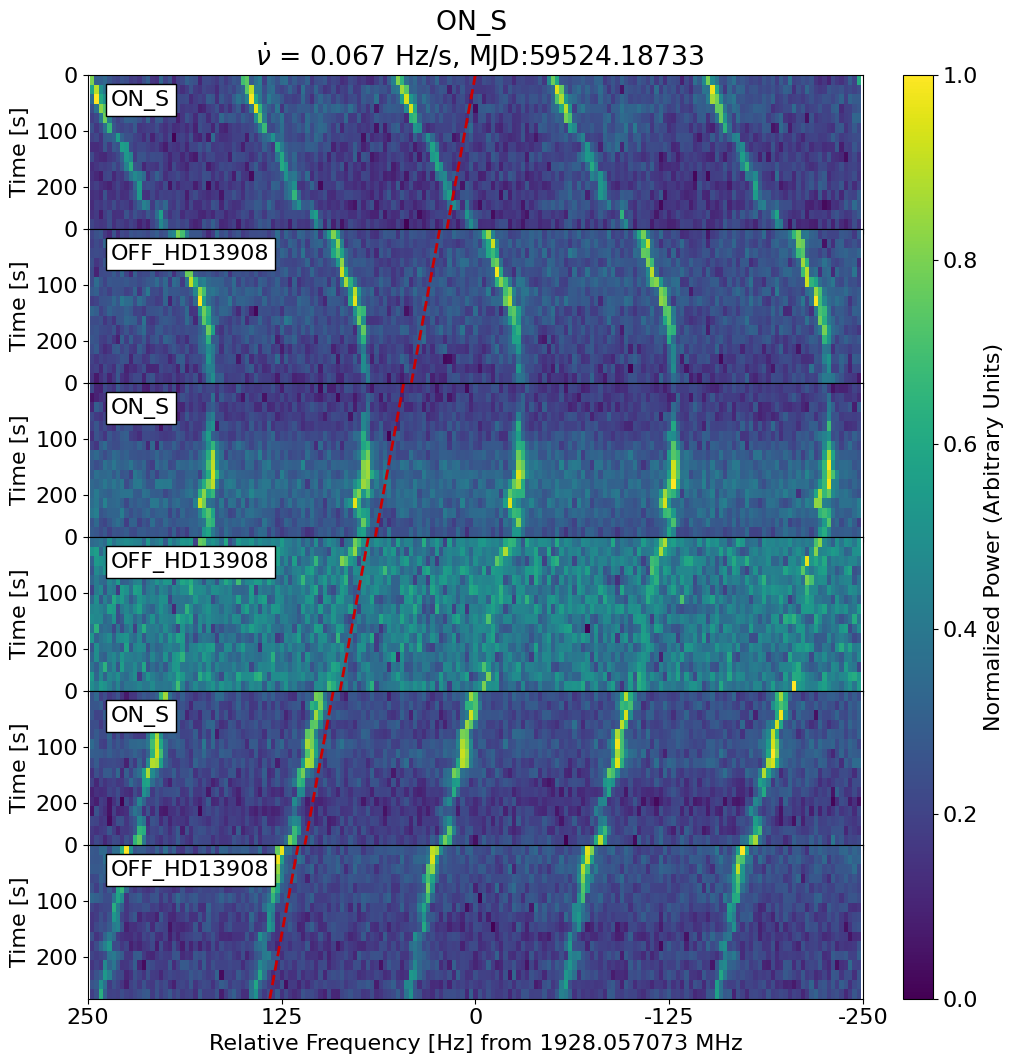 ON_S
ν̇ = 0.067 Hz/s, MJD:59524.18733
0
100
200
Time [s]
ON_S
0
100
200
Time [s]
OFF_HD13908
0
100
200
Time [s]
ON_S
0
100
200
Time [s]
OFF_HD13908
0
100
200
Time [s]
ON_S
0
100
200
Time [s]
OFF_HD13908
250 125 0 -125 -250
Relative Frequency [Hz] from 1928.057073 MHz
1.0
0.8
0.6
0.4
0.2
0.0
Normalized Power (Arbitrary Units)